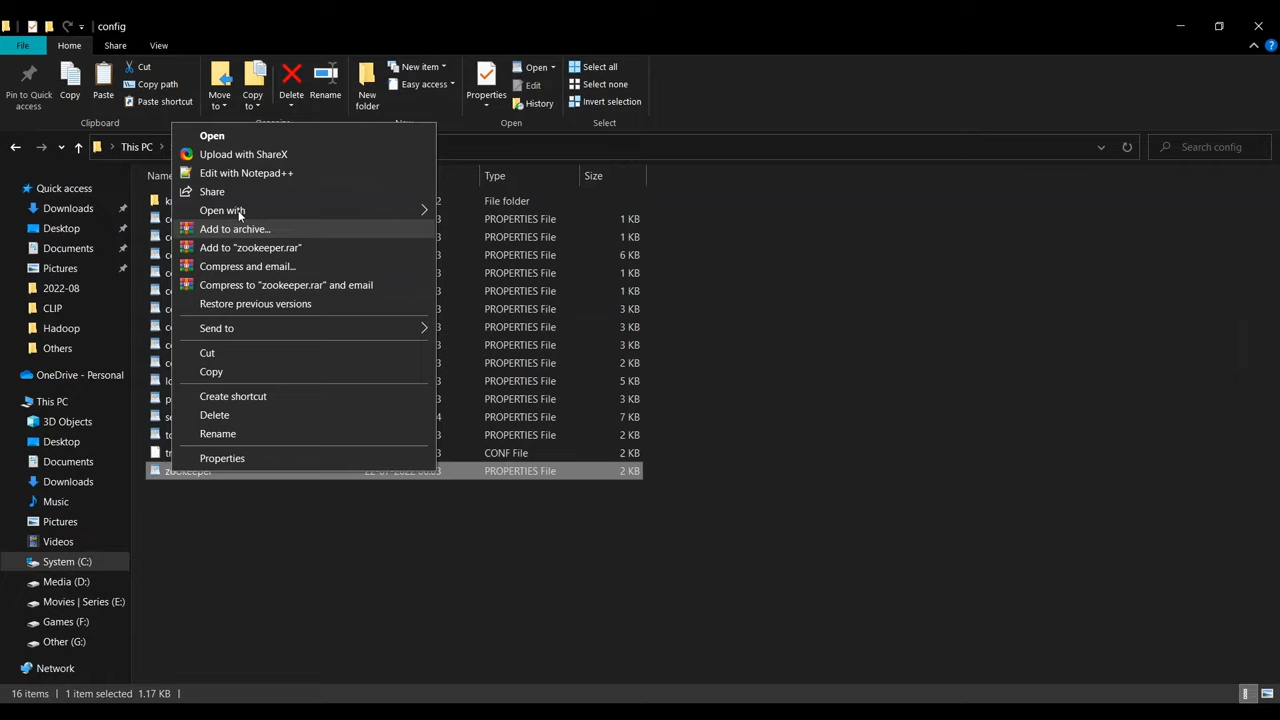 config
File Home Share View
Pin to Quick access
Copy
Paste
Cut
Copy path
Paste shortcut
Clipboard
Move to
Copy to
Delete
Rename
New folder
New item
Easy access
Properties
Open
Edit
History
Open
Select all
Select none
Invert selection
Select
This PC
Search config
Type Size
Quick access
Downloads
Desktop
Documents
Pictures
2022-08
CLIP
Hadoop
Others
OneDrive - Personal
This PC
3D Objects
Desktop
Documents
Downloads
Music
Pictures
Videos
System (C:)
Media (D:)
Movies | Series (E:)
Games (F:)
Other (G:)
Network
Open
Upload with ShareX
Edit with Notepad++
Share
Open with
Add to archive...
Add to "zookeeper.rar"
Compress and email...
Compress to "zookeeper.rar" and email
Restore previous versions
Send to
Cut
Copy
Create shortcut
Delete
Rename
Properties
File folder
PROPERTIES File 1 KB
PROPERTIES File 1 KB
PROPERTIES File 6 KB
PROPERTIES File 1 KB
PROPERTIES File 1 KB
PROPERTIES File 3 KB
PROPERTIES File 3 KB
PROPERTIES File 3 KB
PROPERTIES File 2 KB
PROPERTIES File 5 KB
PROPERTIES File 3 KB
PROPERTIES File 7 KB
PROPERTIES File 2 KB
CONF File 2 KB
zookeeper PROPERTIES File 2 KB
16 items 1 item selected 1.17 KB